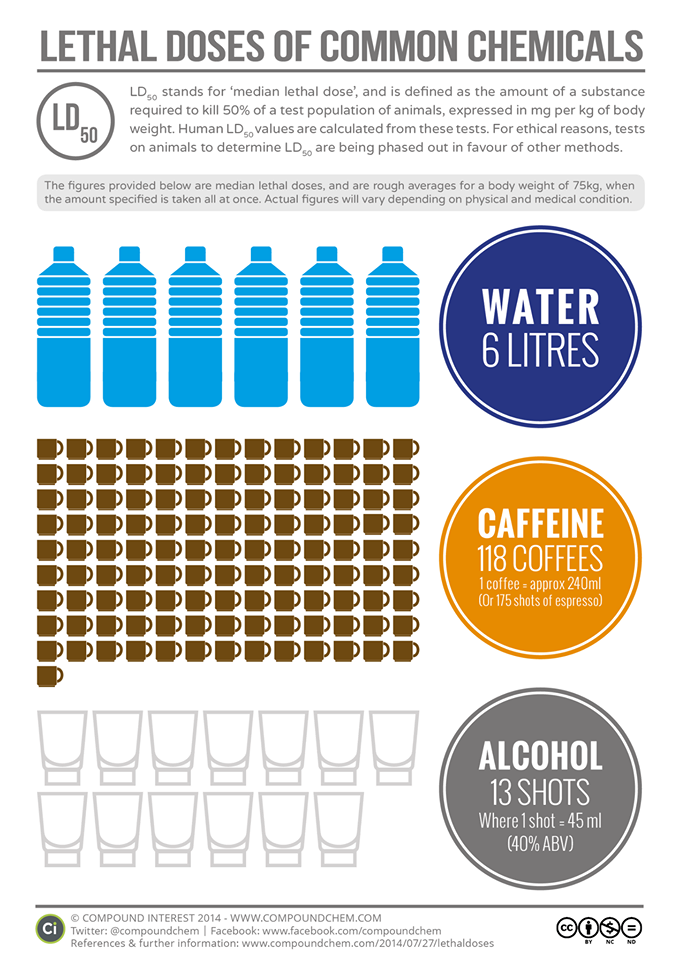 LETHAL DOSES OF COMMON CHEMICALS
LD50
LD50 stands for ‘median lethal dose’, and is defined as the amount of a substance
required to kill 50% of a test population of animals, expressed in mg per kg of body
weight. Human LD50 values are calculated from these tests. For ethical reasons, tests
on animals to determine LD50 are being phased out in favour of other methods.
The figures provided below are median lethal doses, and are rough averages for a body weight of 75kg, when
the amount specified is taken all at once. Actual figures will vary depending on physical and medical condition.
WATER
6 LITRES
CAFFEINE
118 COFFEES
1 coffee = approx 240ml
(Or 175 shots of espresso)
ALCOHOL
13 SHOTS
Where 1 shot = 45 ml
(40% ABV)
Ci
© COMPOUND INTEREST 2014 - WWW.COMPOUNDCHEM.COM
Twitter: @compoundchem | Facebook: www.facebook.com/compoundchem
References & further information: www.compoundchem.com/2014/07/27/lethaldoses
cc $ =
BY NC ND